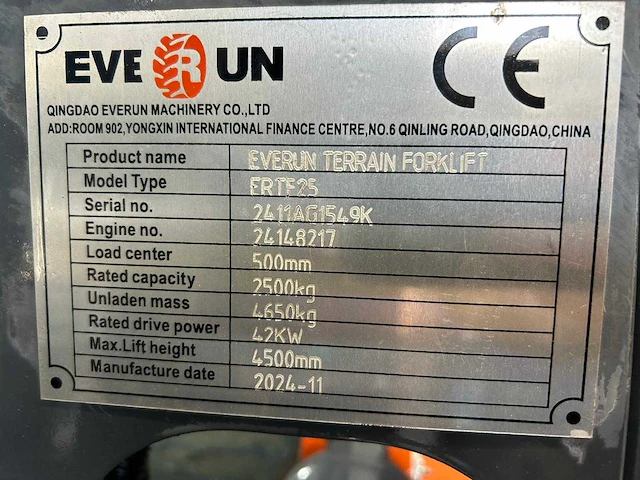 EVERUN
CE
QINGDAO EVERUN MACHINERY CO.,LTD
ADD:ROOM 902,YONGXIN INTERNATIONAL FINANCE CENTRE,NO.6 QINLING ROAD,QINGDAO,CHINA
Product name EVERUN TERRAIN FORKLIFT
Model Type ERTF25
Serial no. 2411AG1549K
Engine no. 24148217
Load center 500mm
Rated capacity 2500kg
Unladen mass 4650kg
Rated drive power 42KW
Max.Lift height 4500mm
Manufacture date 2024-11